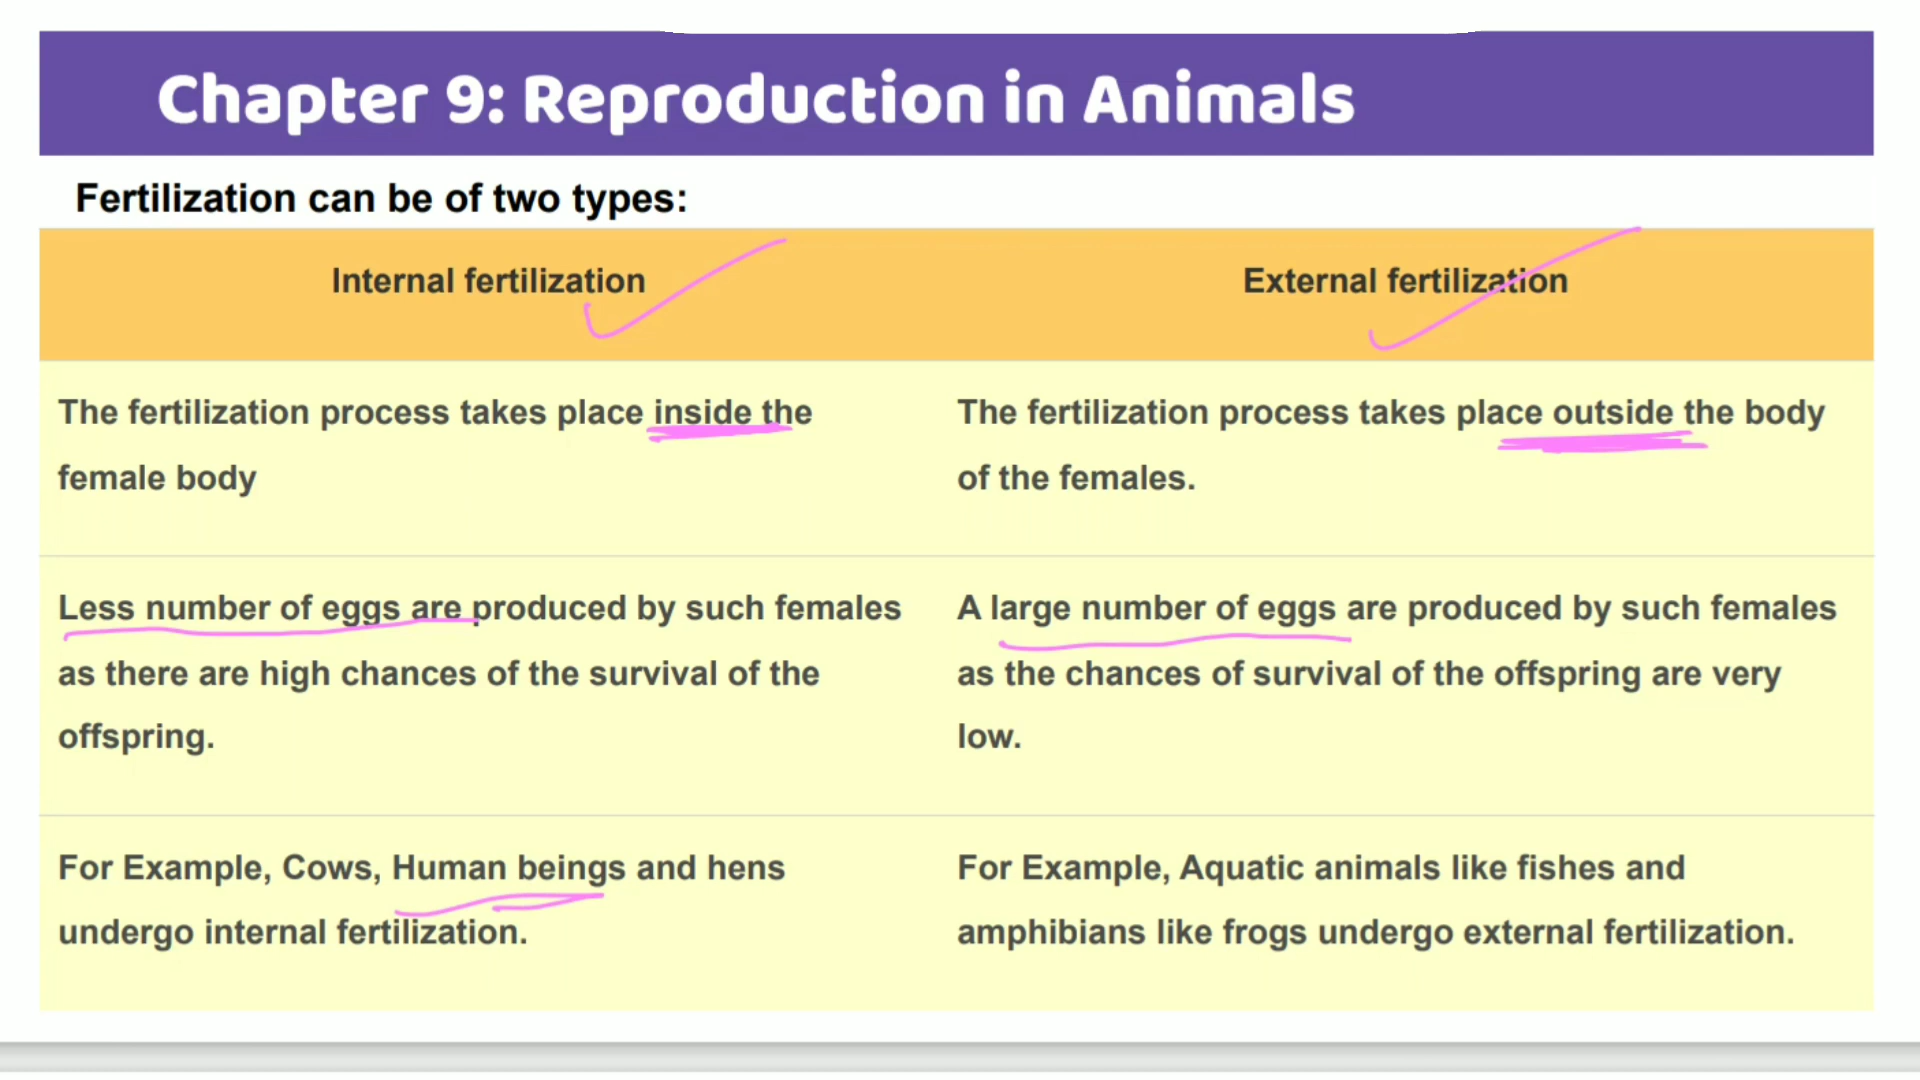 Chapter 9: Reproduction in Animals
Fertilization can be of two types:
Internal fertilization
External fertilization
The fertilization process takes place inside the
female body
The fertilization process takes place outside the body
of the females.
Less number of eggs are produced by such females
as there are high chances of the survival of the
offspring.
A large number of eggs are produced by such females
as the chances of survival of the offspring are very
low.
For Example, Cows, Human beings and hens
undergo internal fertilization.
For Example, Aquatic animals like fishes and
amphibians like frogs undergo external fertilization.